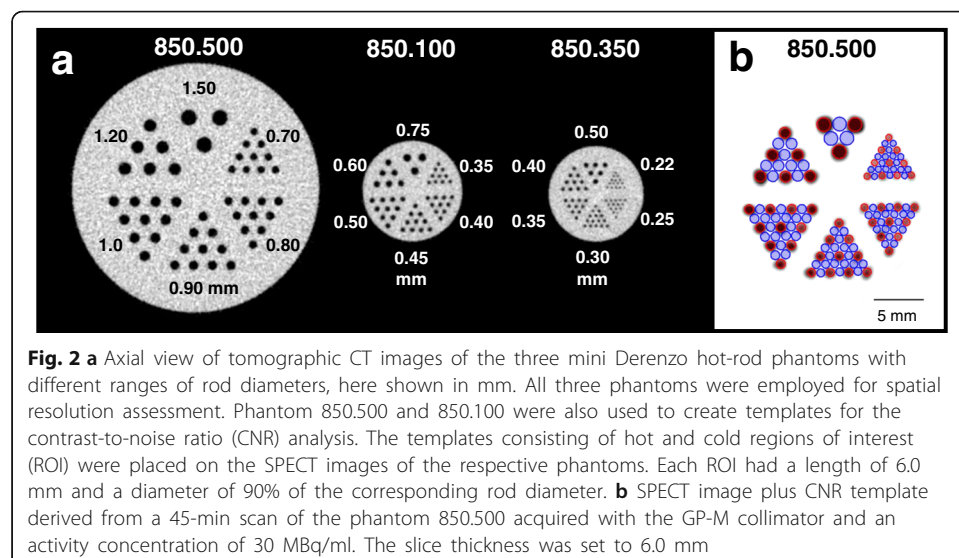 a
850.500
850.100
850.350
b
850.500
1.50
1.20
0.70
1.0
0.80
0.90 mm
0.75
0.60
0.35
0.50
0.40
0.45
mm
0.50
0.40
0.22
0.35
0.25
0.30
mm
5 mm
Fig. 2 a Axial view of tomographic CT images of the three mini Derenzo hot-rod phantoms with
different ranges of rod diameters, here shown in mm. All three phantoms were employed for spatial
resolution assessment. Phantom 850.500 and 850.100 were also used to create templates for the
contrast-to-noise ratio (CNR) analysis. The templates consisting of hot and cold regions of interest
(ROI) were placed on the SPECT images of the respective phantoms. Each ROI had a length of 6.0
mm and a diameter of 90% of the corresponding rod diameter. b SPECT image plus CNR template
derived from a 45-min scan of the phantom 850.500 acquired with the GP-M collimator and an
activity concentration of 30 MBq/ml. The slice thickness was set to 6.0 mm